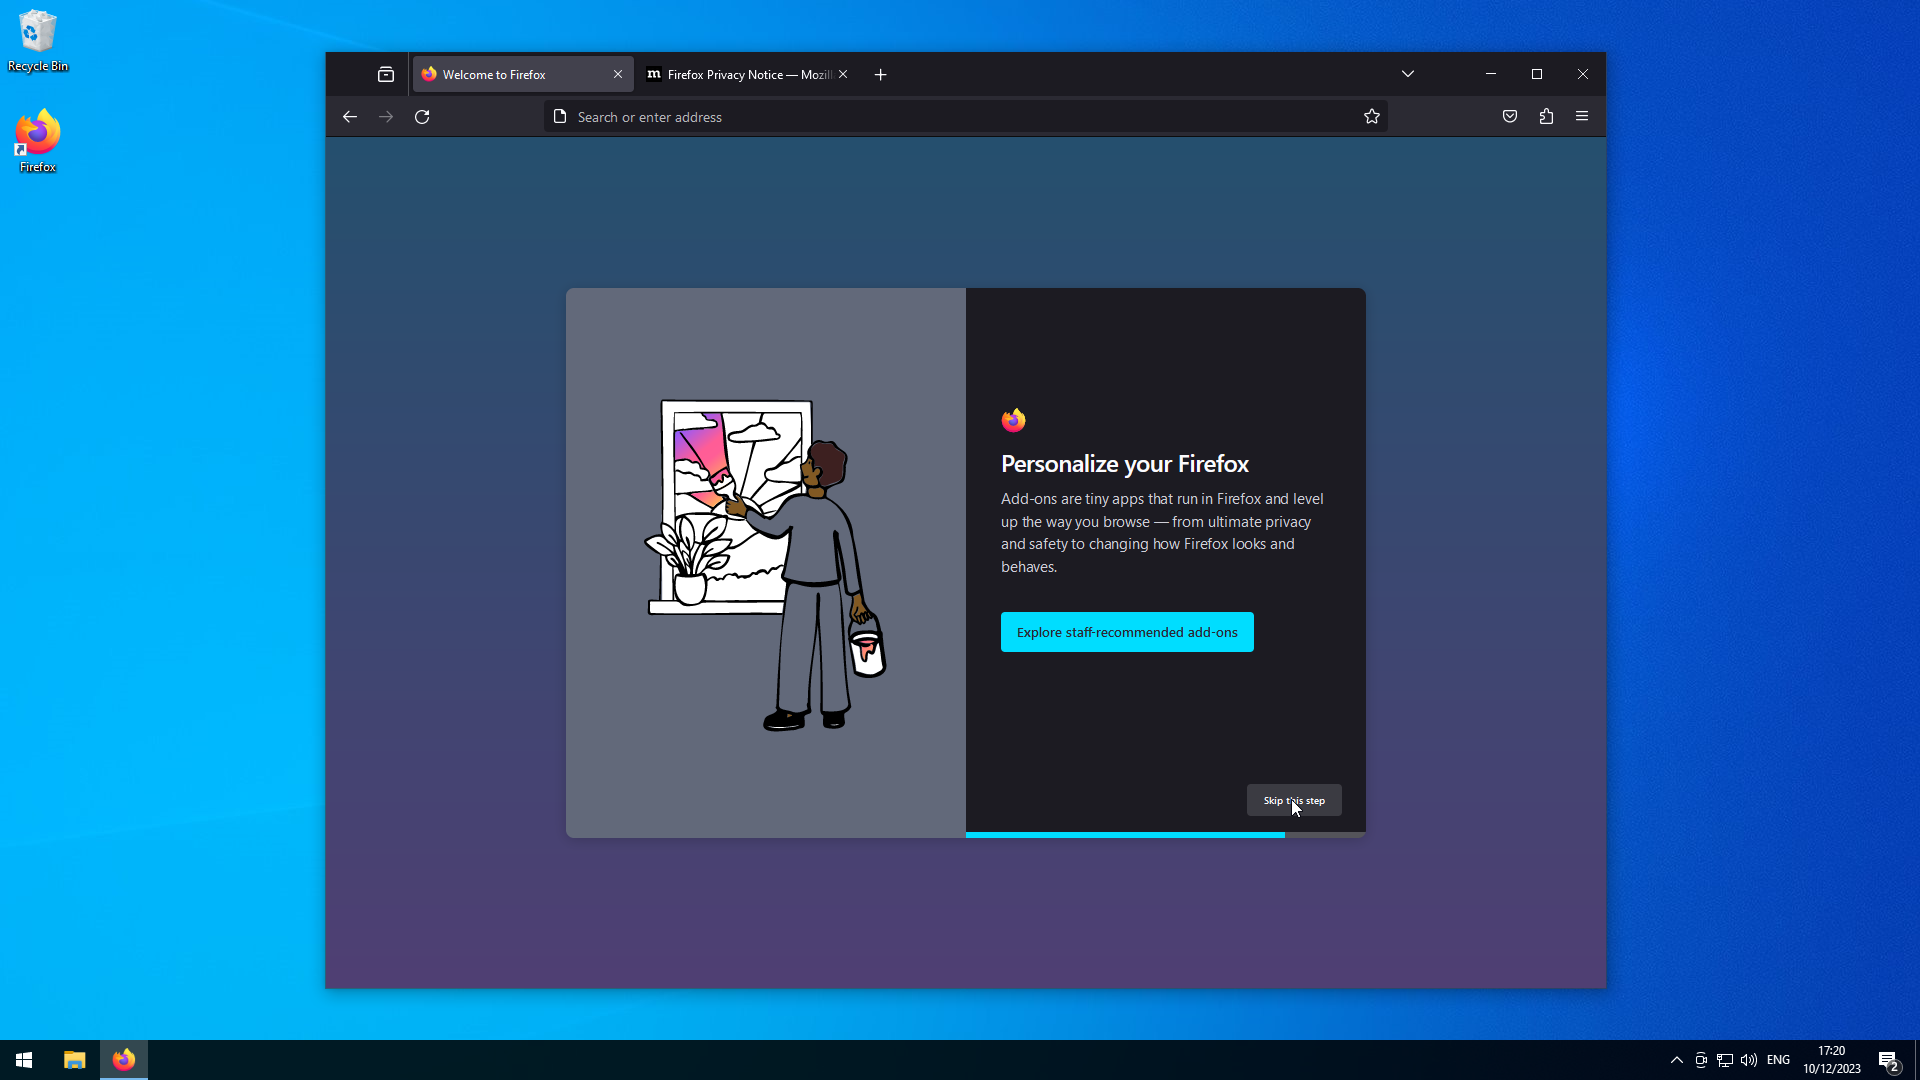 Recycle Bin
Firefox
Welcome to Firefox
Firefox Privacy Notice — Mozill
Search or enter address
Personalize your Firefox
Add-ons are tiny apps that run in Firefox and level
up the way you browse — from ultimate privacy
and safety to changing how Firefox looks and
behaves.
Explore staff-recommended add-ons
Skip this step
ENG
17:20
10/12/2023
2